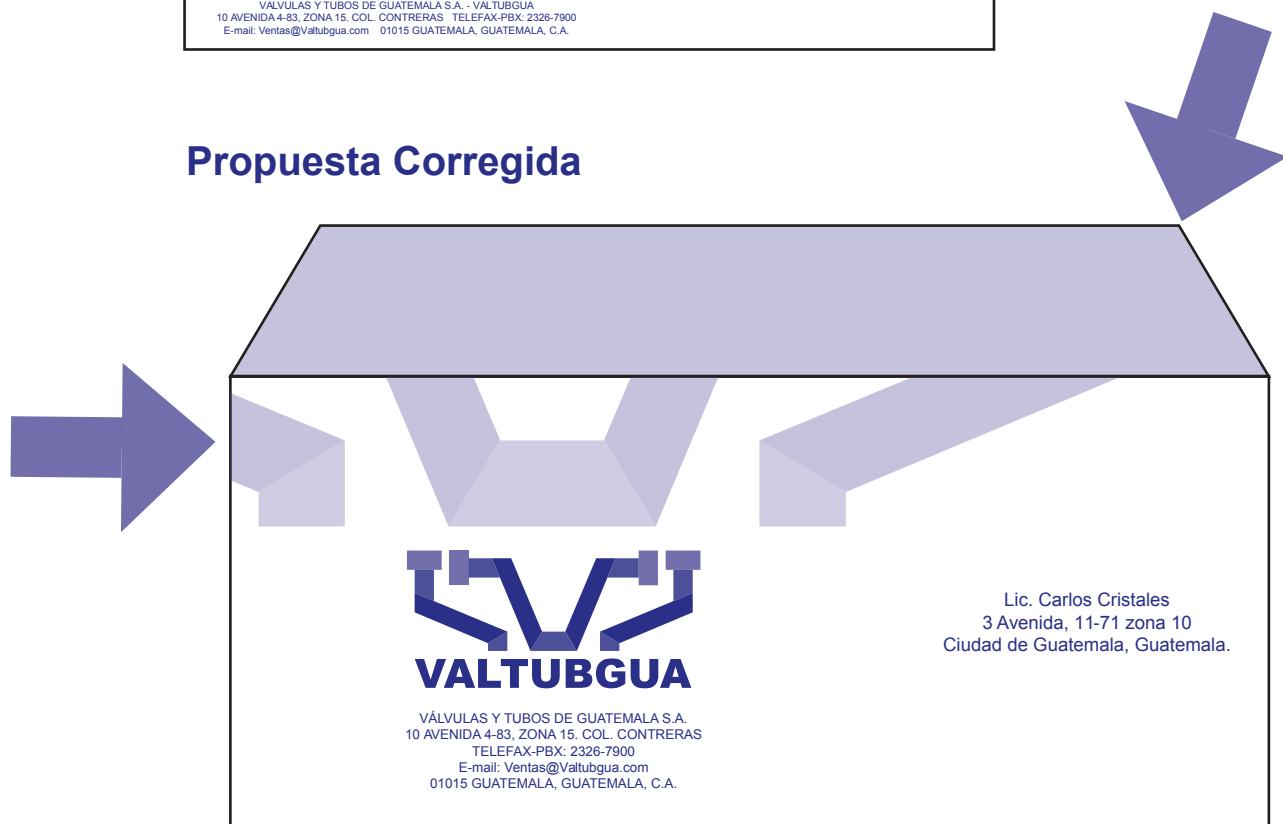 VALVULAS Y TUBOS DE GUATEMALA S.A. - VALTUBGUA
10 AVENIDA 4-83, ZONA 15. COL. CONTRERAS TELEFAX-PBX: 2326-7900
E-mail: Ventas@Valtubgua.com 01015 GUATEMALA, GUATEMALA, C.A.
Propuesta Corregida
VALTUBGUA
VÁLVULAS Y TUBOS DE GUATEMALA S.A.
10 AVENIDA 4-83, ZONA 15. COL. CONTRERAS
TELEFAX-PBX: 2326-7900
E-mail: Ventas@Valtubgua.com
01015 GUATEMALA, GUATEMALA, C.A.
Lic. Carlos Cristales
3 Avenida, 11-71 zona 10
Ciudad de Guatemala, Guatemala.